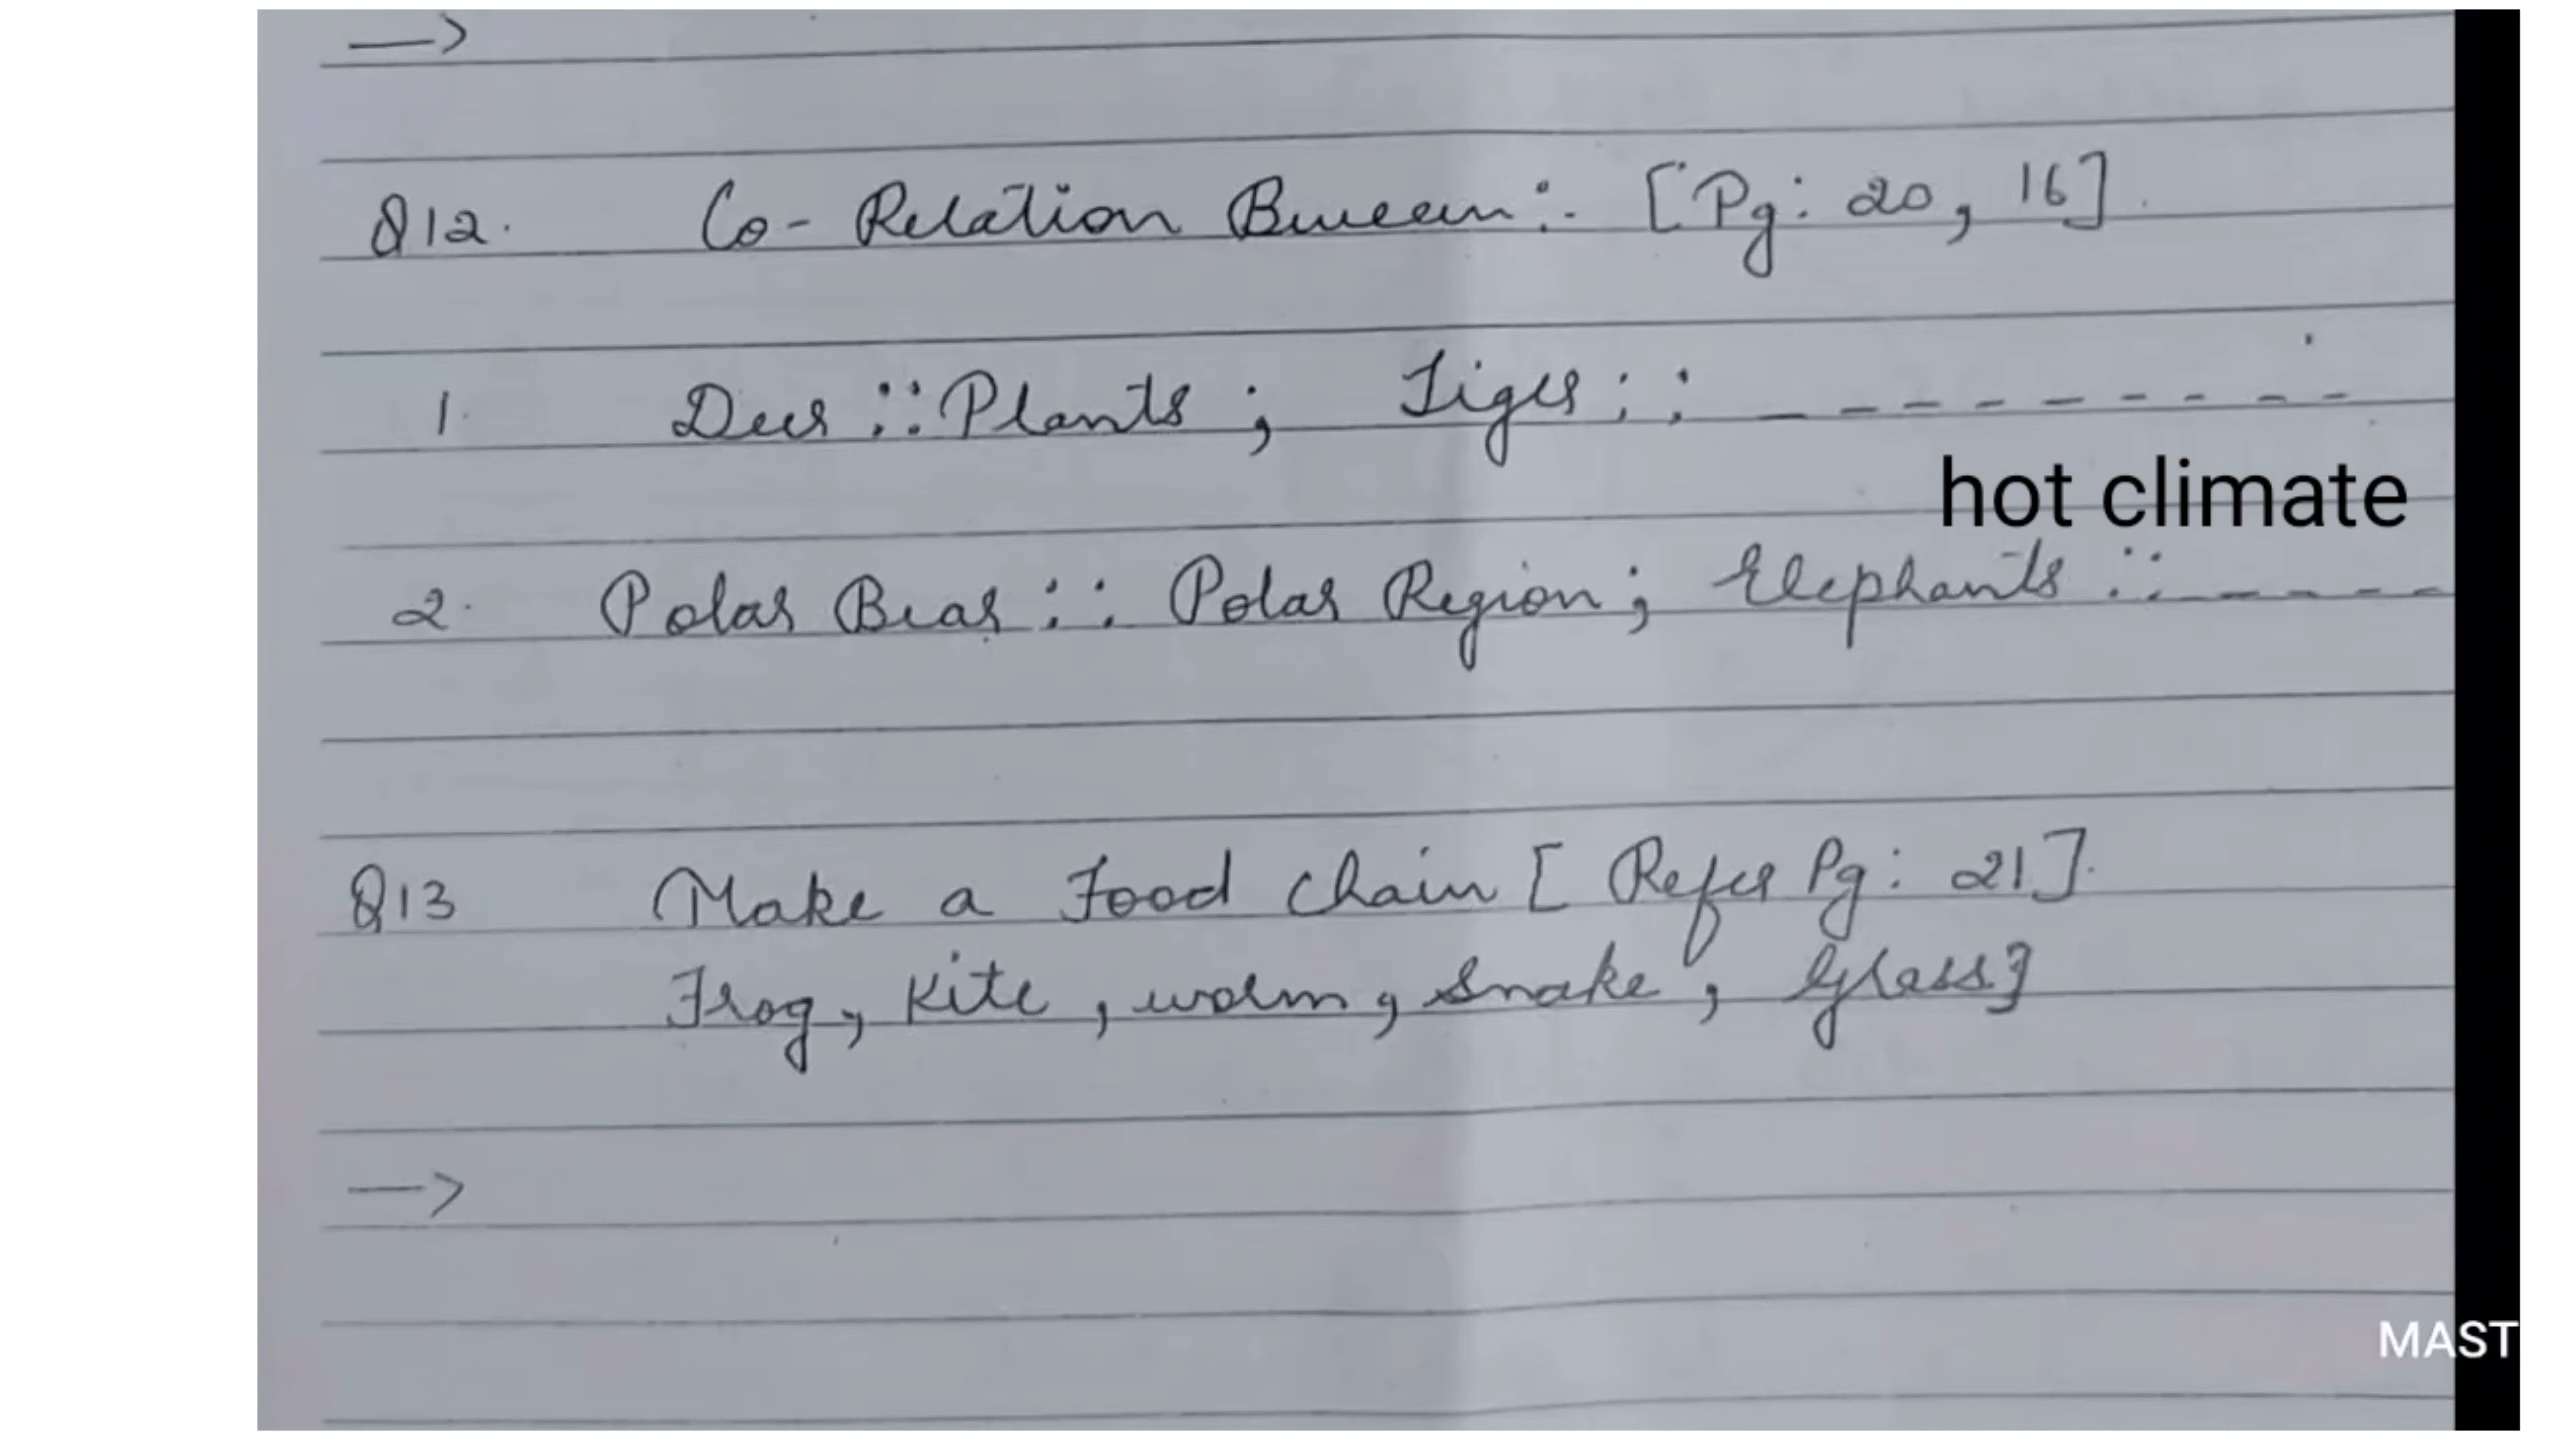 —>
Q12. Co- Relation Bween :- [Pg: 20, 16].
1. Deer :: Plants ; Tiger :: _ _ _ _ _ _ _ _ _
hot climate
2. Polar Bear :: Polar Region ; Elephants :: _ _ _ _ _
Q13 Make a Food Chain [ Refer Pg: 21].
Frog, Kite, worm, Snake, Grass}
—>
MAST